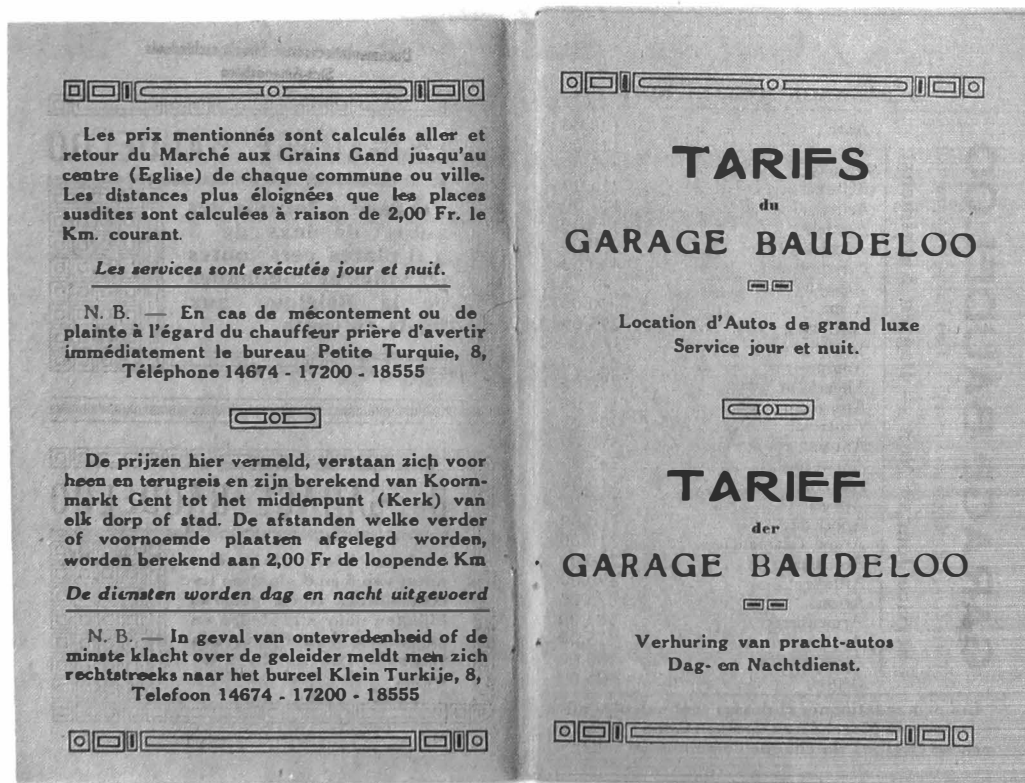 Les prix mentionnés sont calculés aller et
retour du Marché aux Grains Gand jusqu'au
centre (Eglise) de chaque commune ou ville.
Les distances plus éloignées que les places
susdites sont calculées à raison de 2,00 Fr. le
Km. courant.
Les services sont exécutés jour et nuit.
N. B. — En cas de mécontement ou de
plainte à l'égard du chauffeur prière d'avertir
immédiatement le bureau Petite Turquie, 8,
Téléphone 14674 - 17200 - 18555
De prijzen hier vermeld, verstaan zich voor
heen en terugreis en zijn berekend van Koorn-
markt Gent tot het middenpunt (Kerk) van
elk dorp of stad. De afstanden welke verder
of voornoemde plaatsen afgelegd worden,
worden berekend aan 2,00 Fr de loopende Km
De diensten worden dag en nacht uitgevoerd
N. B. — In geval van ontevredenheid of de
minste klacht over de geleider meldt men zich
rechtstreeks naar het bureel Klein Turkije, 8,
Telefoon 14674 - 17200 - 18555
TARIFS
du
GARAGE BAUDELOO
Location d'Autos de grand luxe
Service jour et nuit.
TARIEF
der
GARAGE BAUDELOO
Verhuring van pracht-autos
Dag- en Nachtdienst.